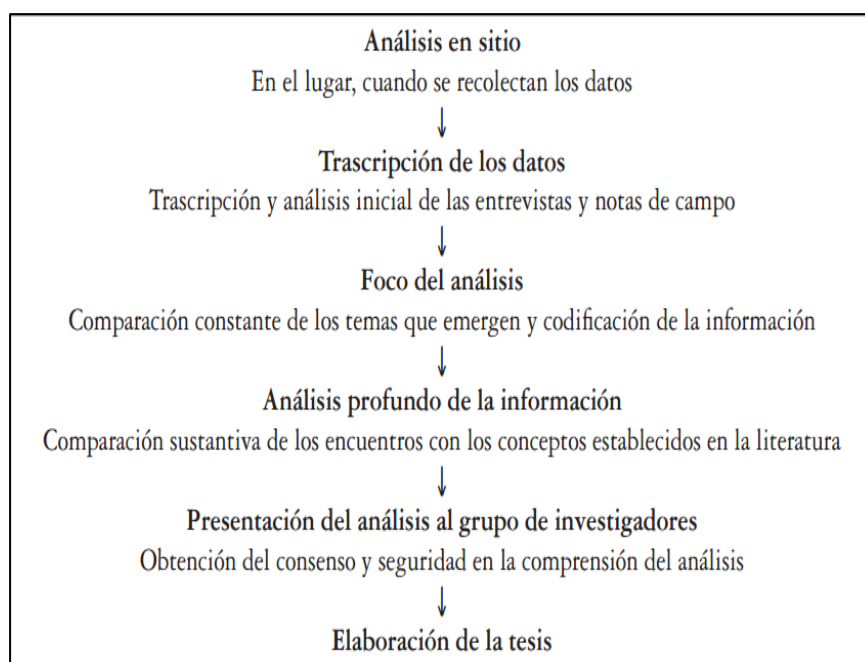 Análisis en sitio
En el lugar, cuando se recolectan los datos
↓
Trascripción de los datos
Trascripción y análisis inicial de las entrevistas y notas de campo
↓
Foco del análisis
Comparación constante de los temas que emergen y codificación de la información
↓
Análisis profundo de la información
Comparación sustantiva de los encuentros con los conceptos establecidos en la literatura
↓
Presentación del análisis al grupo de investigadores
Obtención del consenso y seguridad en la comprensión del análisis
↓
Elaboración de la tesis